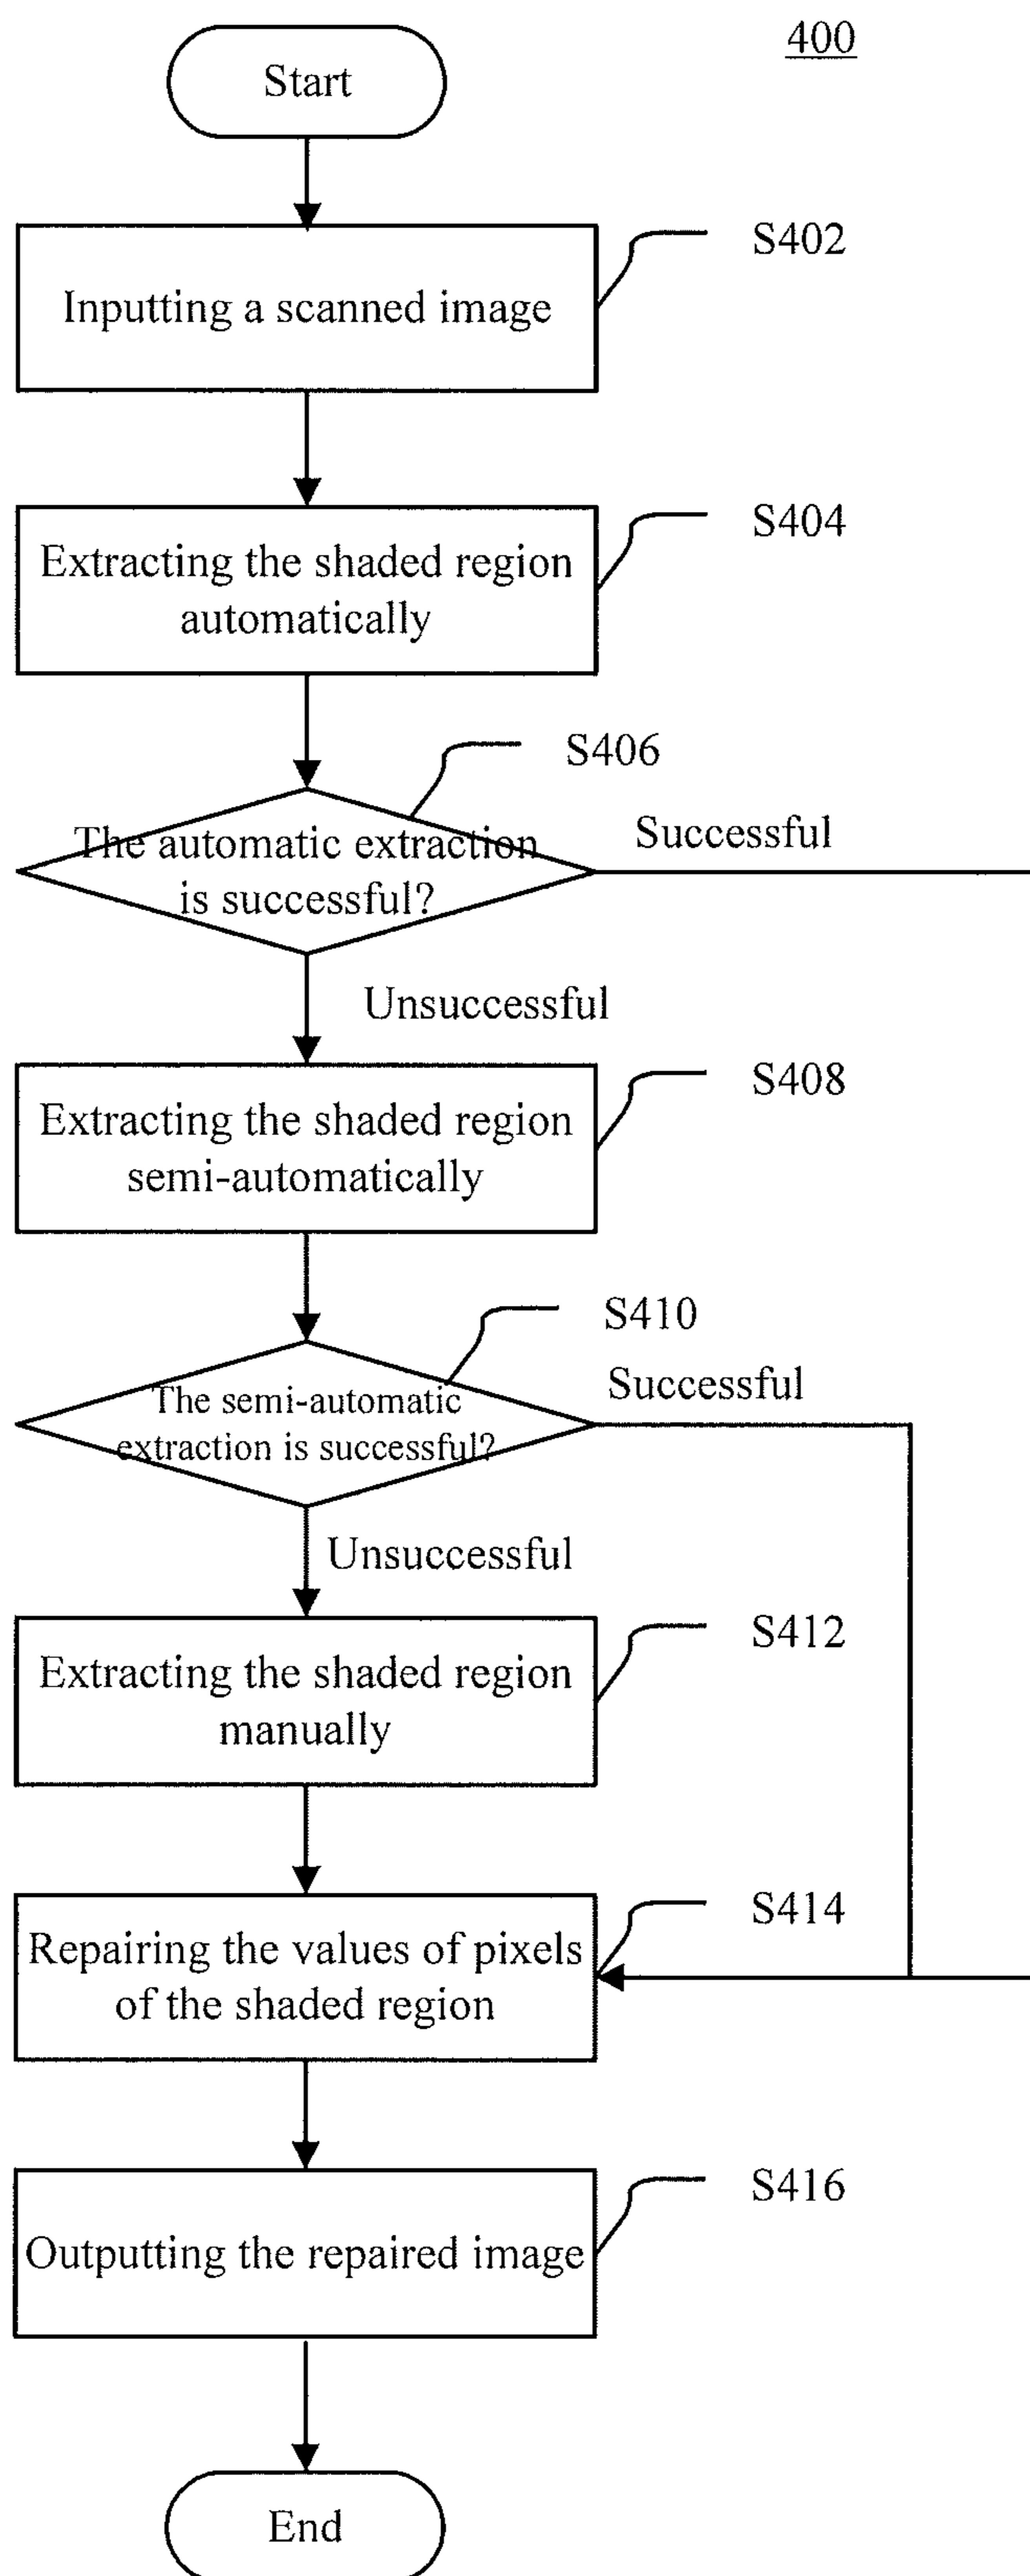 400
Start
S402
Inputting a scanned image
S404
Extracting the shaded region
automatically
S406
Successful
The automatic extraction
is successful?
Unsuccessful
S408
Extracting the shaded region
semi-automatically
S410
Successful
The semi-automatic
extraction is successful?
Unsuccessful
S412
Extracting the shaded region
manually
S414
Repairing the values of pixels
of the shaded region
S416
Outputting the repaired image
End